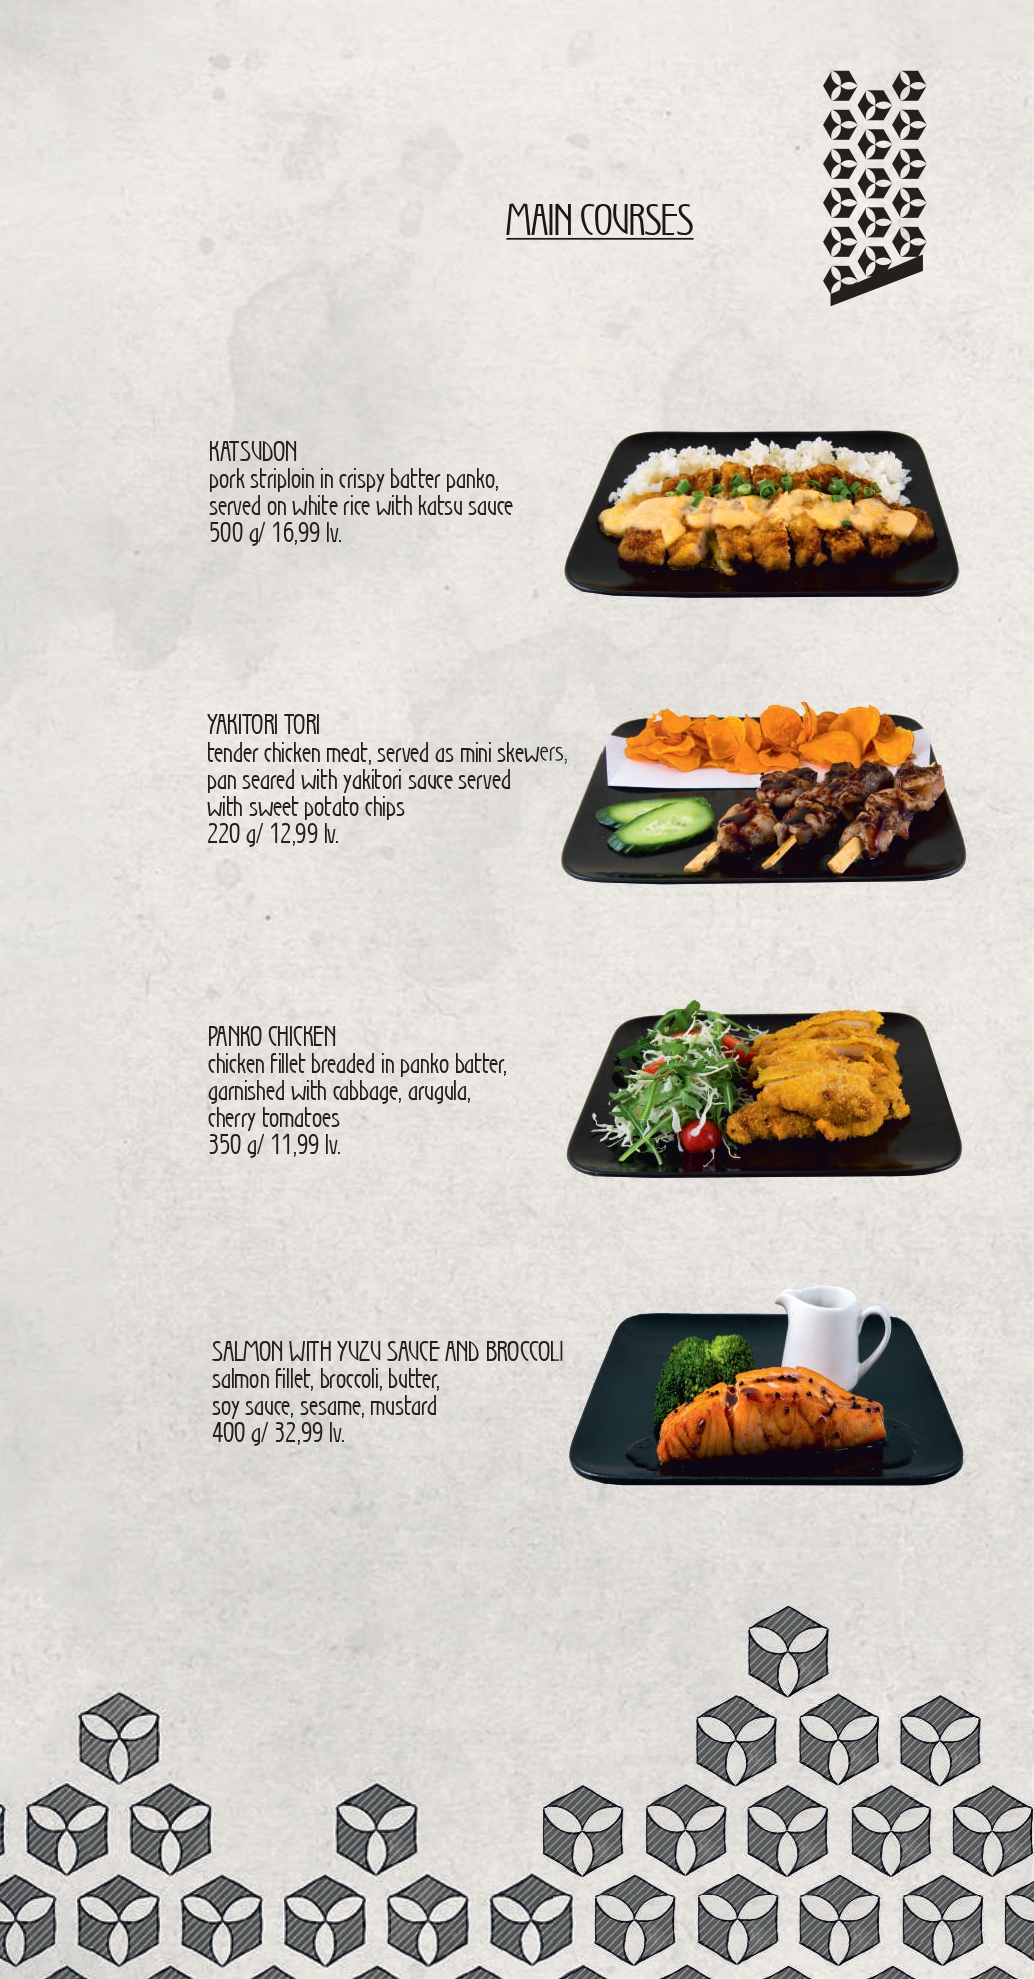 MAIN COURSES
KATSUDON
pork striploin in crispy batter panko,
served on white rice with katsu sauce
500 g/ 16,99 lv.
YAKITORI TORI
tender chicken meat, served as mini skewers,
pan seared with yakitori sauce served
with sweet potato chips
220 g/ 12,99 lv.
PANKO CHICKEN
chicken fillet breaded in panko batter,
garnished with cabbage, arugula,
cherry tomatoes
350 g/ 11,99 lv.
SALMON WITH YUZU SAUCE AND BROCCOLI
salmon fillet, broccoli, butter,
soy sauce, sesame, mustard
400 g/ 32,99 lv.